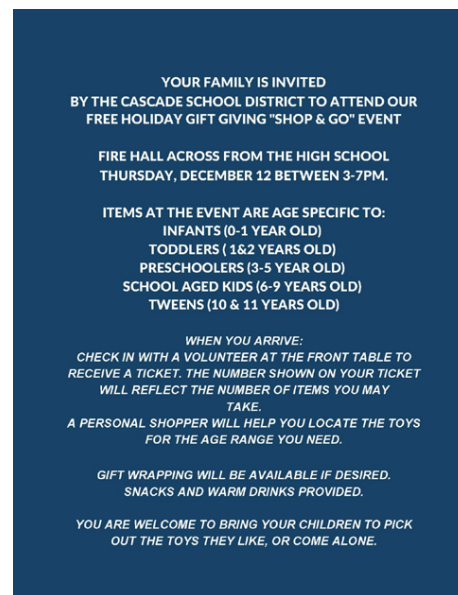 YOUR FAMILY IS INVITED
BY THE CASCADE SCHOOL DISTRICT TO ATTEND OUR
FREE HOLIDAY GIFT GIVING "SHOP & GO" EVENT
FIRE HALL ACROSS FROM THE HIGH SCHOOL
THURSDAY, DECEMBER 12 BETWEEN 3-7PM.
ITEMS AT THE EVENT ARE AGE SPECIFIC TO:
INFANTS (0-1 YEAR OLD)
TODDLERS ( 1&2 YEARS OLD)
PRESCHOOLERS (3-5 YEAR OLD)
SCHOOL AGED KIDS (6-9 YEARS OLD)
TWEENS (10 & 11 YEARS OLD)
WHEN YOU ARRIVE:
CHECK IN WITH A VOLUNTEER AT THE FRONT TABLE TO
RECEIVE A TICKET. THE NUMBER SHOWN ON YOUR TICKET
WILL REFLECT THE NUMBER OF ITEMS YOU MAY
TAKE.
A PERSONAL SHOPPER WILL HELP YOU LOCATE THE TOYS
FOR THE AGE RANGE YOU NEED.
GIFT WRAPPING WILL BE AVAILABLE IF DESIRED.
SNACKS AND WARM DRINKS PROVIDED.
YOU ARE WELCOME TO BRING YOUR CHILDREN TO PICK
OUT THE TOYS THEY LIKE, OR COME ALONE.